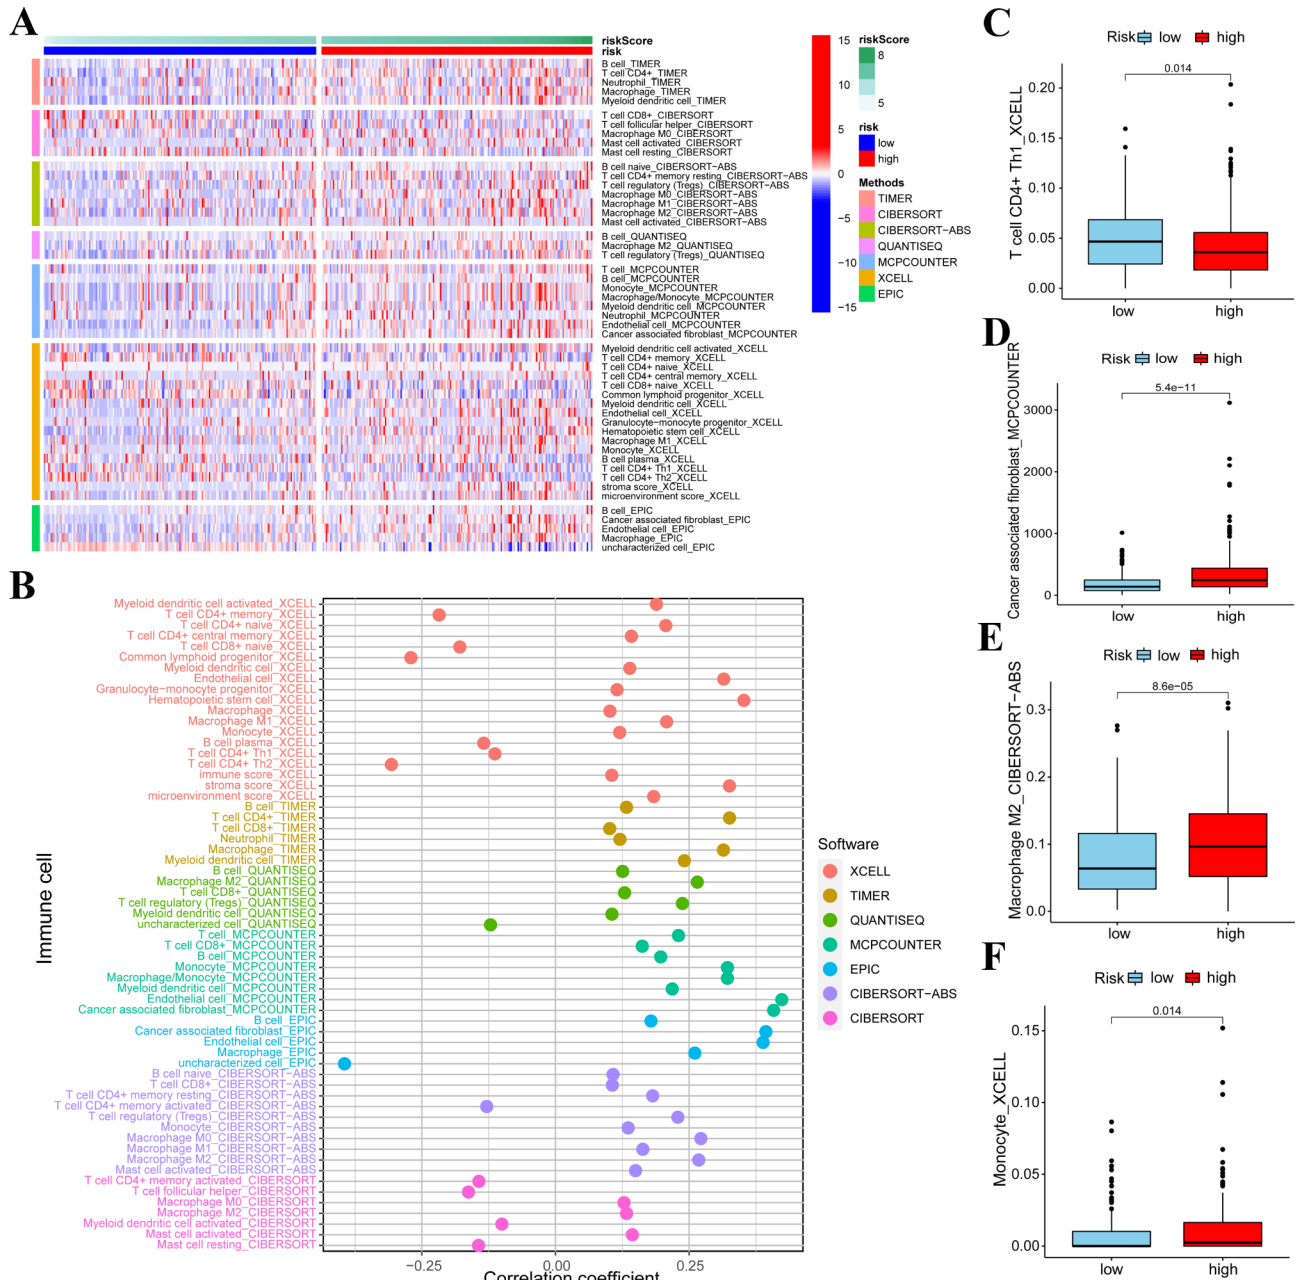 A
riskScore
risk
B cell_TIMER
T cell CD4+_TIMER
Neutrophil_TIMER
Macrophage_TIMER
Myeloid dendritic cell_TIMER
T cell CD8+_CIBERSORT
T cell follicular helper_CIBERSORT
Macrophage M0_CIBERSORT
Mast cell activated_CIBERSORT
Mast cell resting_CIBERSORT
B cell naive_CIBERSORT−ABS
T cell CD4+ memory resting_CIBERSORT−ABS
T cell regulatory (Tregs)_CIBERSORT−ABS
Macrophage M0_CIBERSORT−ABS
Macrophage M1_CIBERSORT−ABS
Macrophage M2_CIBERSORT−ABS
Mast cell activated_CIBERSORT−ABS
B cell_QUANTISEQ
Macrophage M2_QUANTISEQ
T cell regulatory (Tregs)_QUANTISEQ
T cell_MCPCOUNTER
B cell_MCPCOUNTER
Monocyte_MCPCOUNTER
Macrophage/Monocyte_MCPCOUNTER
Myeloid dendritic cell_MCPCOUNTER
Neutrophil_MCPCOUNTER
Endothelial cell_MCPCOUNTER
Cancer associated fibroblast_MCPCOUNTER
Myeloid dendritic cell activated_XCELL
T cell CD4+ memory_XCELL
T cell CD4+ naive_XCELL
T cell CD4+ central memory_XCELL
T cell CD8+ naive_XCELL
Common lymphoid progenitor_XCELL
Myeloid dendritic cell_XCELL
Endothelial cell_XCELL
Granulocyte−monocyte progenitor_XCELL
Hematopoietic stem cell_XCELL
Macrophage M1_XCELL
Monocyte_XCELL
B cell plasma_XCELL
T cell CD4+ Th1_XCELL
T cell CD4+ Th2_XCELL
stroma score_XCELL
microenvironment score_XCELL
B cell_EPIC
Cancer associated fibroblast_EPIC
Endothelial cell_EPIC
Macrophage_EPIC
uncharacterized cell_EPIC
15
10
5
0
−5
−10
−15
riskScore
8
5
risk
low
high
Methods
TIMER
CIBERSORT
CIBERSORT−ABS
QUANTISEQ
MCPCOUNTER
XCELL
EPIC
B
Immune cell
Myeloid dendritic cell activated_XCELL
T cell CD4+ memory_XCELL
T cell CD4+ naive_XCELL
T cell CD4+ central memory_XCELL
T cell CD8+ naive_XCELL
Common lymphoid progenitor_XCELL
Myeloid dendritic cell_XCELL
Endothelial cell_XCELL
Granulocyte−monocyte progenitor_XCELL
Hematopoietic stem cell_XCELL
Macrophage_XCELL
Macrophage M1_XCELL
Monocyte_XCELL
B cell plasma_XCELL
T cell CD4+ Th1_XCELL
T cell CD4+ Th2_XCELL
immune score_XCELL
stroma score_XCELL
microenvironment score_XCELL
B cell_TIMER
T cell CD4+_TIMER
T cell CD8+_TIMER
Neutrophil_TIMER
Macrophage_TIMER
Myeloid dendritic cell_TIMER
B cell_QUANTISEQ
Macrophage M2_QUANTISEQ
T cell CD8+_QUANTISEQ
T cell regulatory (Tregs)_QUANTISEQ
Myeloid dendritic cell_QUANTISEQ
uncharacterized cell_QUANTISEQ
T cell_MCPCOUNTER
T cell CD8+_MCPCOUNTER
B cell_MCPCOUNTER
Monocyte_MCPCOUNTER
Macrophage/Monocyte_MCPCOUNTER
Myeloid dendritic cell_MCPCOUNTER
Endothelial cell_MCPCOUNTER
Cancer associated fibroblast_MCPCOUNTER
B cell_EPIC
Cancer associated fibroblast_EPIC
Endothelial cell_EPIC
Macrophage_EPIC
uncharacterized cell_EPIC
B cell naive_CIBERSORT−ABS
T cell CD8+_CIBERSORT−ABS
T cell CD4+ memory resting_CIBERSORT−ABS
T cell CD4+ memory activated_CIBERSORT−ABS
T cell regulatory (Tregs)_CIBERSORT−ABS
Monocyte_CIBERSORT−ABS
Macrophage M0_CIBERSORT−ABS
Macrophage M1_CIBERSORT−ABS
Macrophage M2_CIBERSORT−ABS
Mast cell activated_CIBERSORT−ABS
T cell CD4+ memory activated_CIBERSORT
T cell follicular helper_CIBERSORT
Macrophage M0_CIBERSORT
Macrophage M2_CIBERSORT
Myeloid dendritic cell activated_CIBERSORT
Mast cell activated_CIBERSORT
Mast cell resting_CIBERSORT
−0.25 0.00 0.25
Correlation coefficient
Software
XCELL
TIMER
QUANTISEQ
MCPCOUNTER
EPIC
CIBERSORT−ABS
CIBERSORT
C
Risk low high
T cell CD4+ Th1_XCELL
0.014
0.20
0.15
0.10
0.05
0.00
low high
D
Risk low high
Cancer associated fibroblast_MCPCOUNTER
5.4e−11
3000
2000
1000
0
low high
E
Risk low high
Macrophage M2_CIBERSORT−ABS
8.6e−05
0.3
0.2
0.1
0.0
low high
F
Risk low high
Monocyte_XCELL
0.014
0.15
0.10
0.05
0.00
low high